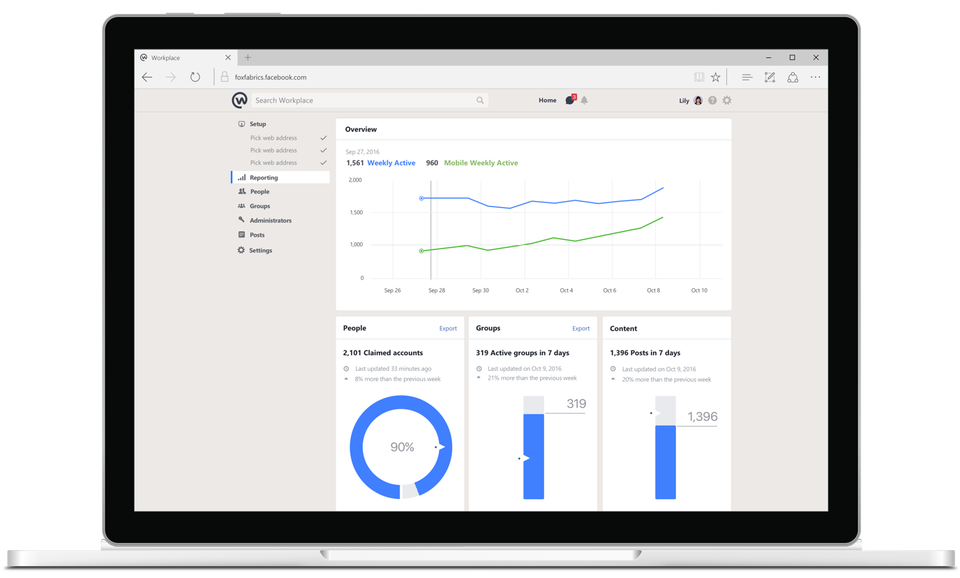 Workplace
foxfabrics.facebook.com
Search Workplace
Home
Lily
Setup
Pick web address
Pick web address
Pick web address
Reporting
People
Groups
Administrators
Posts
Settings
Overview
Sep 27, 2016
1,561 Weekly Active 960 Mobile Weekly Active
2,000
1,500
1,000
0
Sep 26 Sep 28 Sep 30 Oct 2 Oct 4 Oct 6 Oct 8 Oct 10
People Export
2,101 Claimed accounts
Last updated 33 minutes ago
8% more than the previous week
90%
Groups Export
319 Active groups in 7 days
Last updated on Oct 9, 2016
21% more than the previous week
319
Content
1,396 Posts in 7 days
Last updated on Oct 9, 2016
20% more than the previous week
1,396